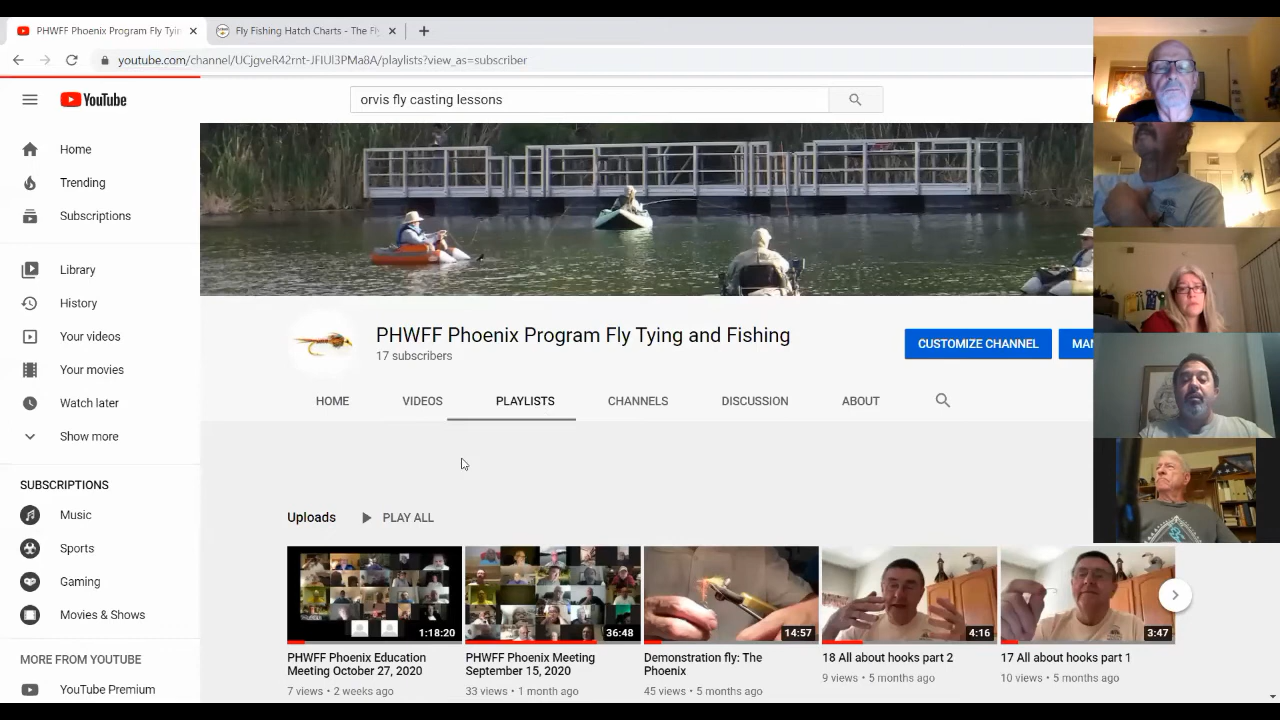 PHWFF Phoenix Program Fly Tyin
Fly Fishing Hatch Charts - The Fl
youtube.com/channel/UCjgveR42rnt-JFIUl3PMa8A/playlists?view_as=subscriber
YouTube
orvis fly casting lessons
Home
Trending
Subscriptions
Library
History
Your videos
Your movies
Watch later
Show more
SUBSCRIPTIONS
Music
Sports
Gaming
Movies & Shows
MORE FROM YOUTUBE
YouTube Premium
PHWFF Phoenix Program Fly Tying and Fishing
17 subscribers
CUSTOMIZE CHANNEL
MAN
HOME VIDEOS PLAYLISTS CHANNELS DISCUSSION ABOUT
Uploads PLAY ALL
1:18:20
36:48
14:57
4:16
3:47
PHWFF Phoenix Education
Meeting October 27, 2020
7 views • 2 weeks ago
PHWFF Phoenix Meeting
September 15, 2020
33 views • 1 month ago
Demonstration fly: The
Phoenix
45 views • 5 months ago
18 All about hooks part 2
9 views • 5 months ago
17 All about hooks part 1
10 views • 5 months ago